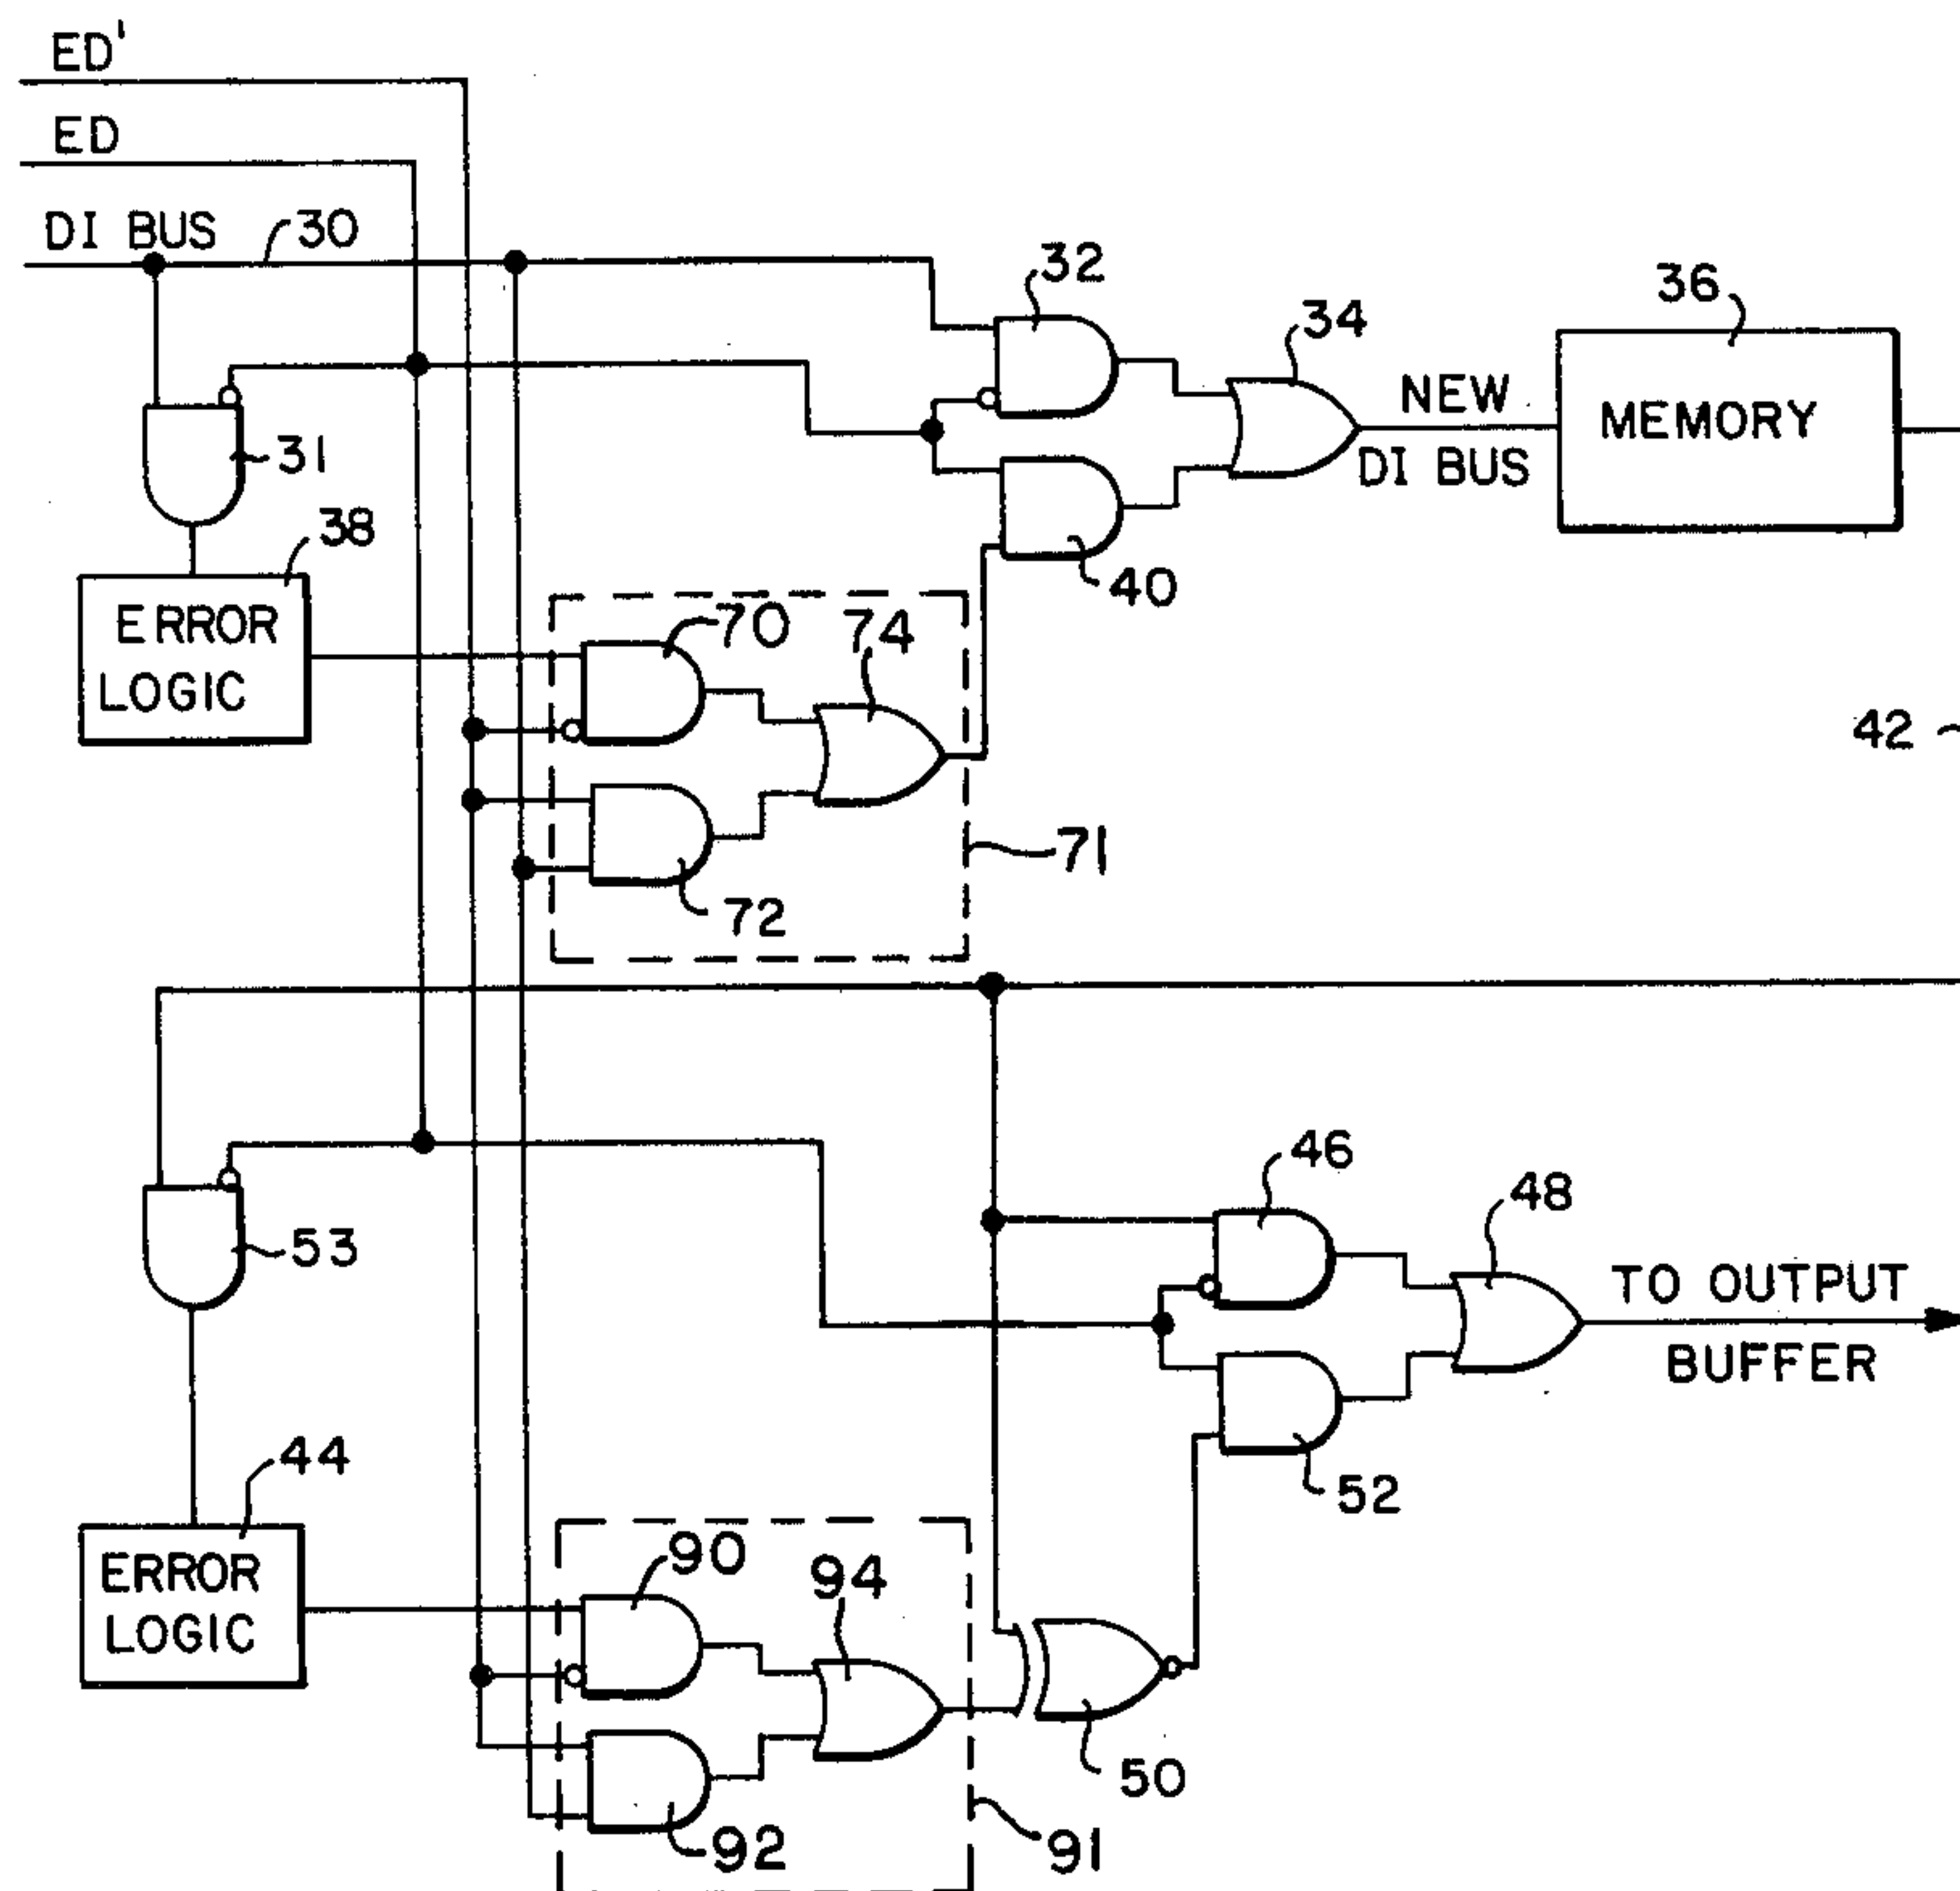 ED'
ED
DI BUS
30
32
34
36
NEW
DI BUS
MEMORY
31
38
40
ERROR
LOGIC
70
74
42
71
72
46
48
53
TO OUTPUT
BUFFER
44
52
ERROR
LOGIC
90
94
50
92
91